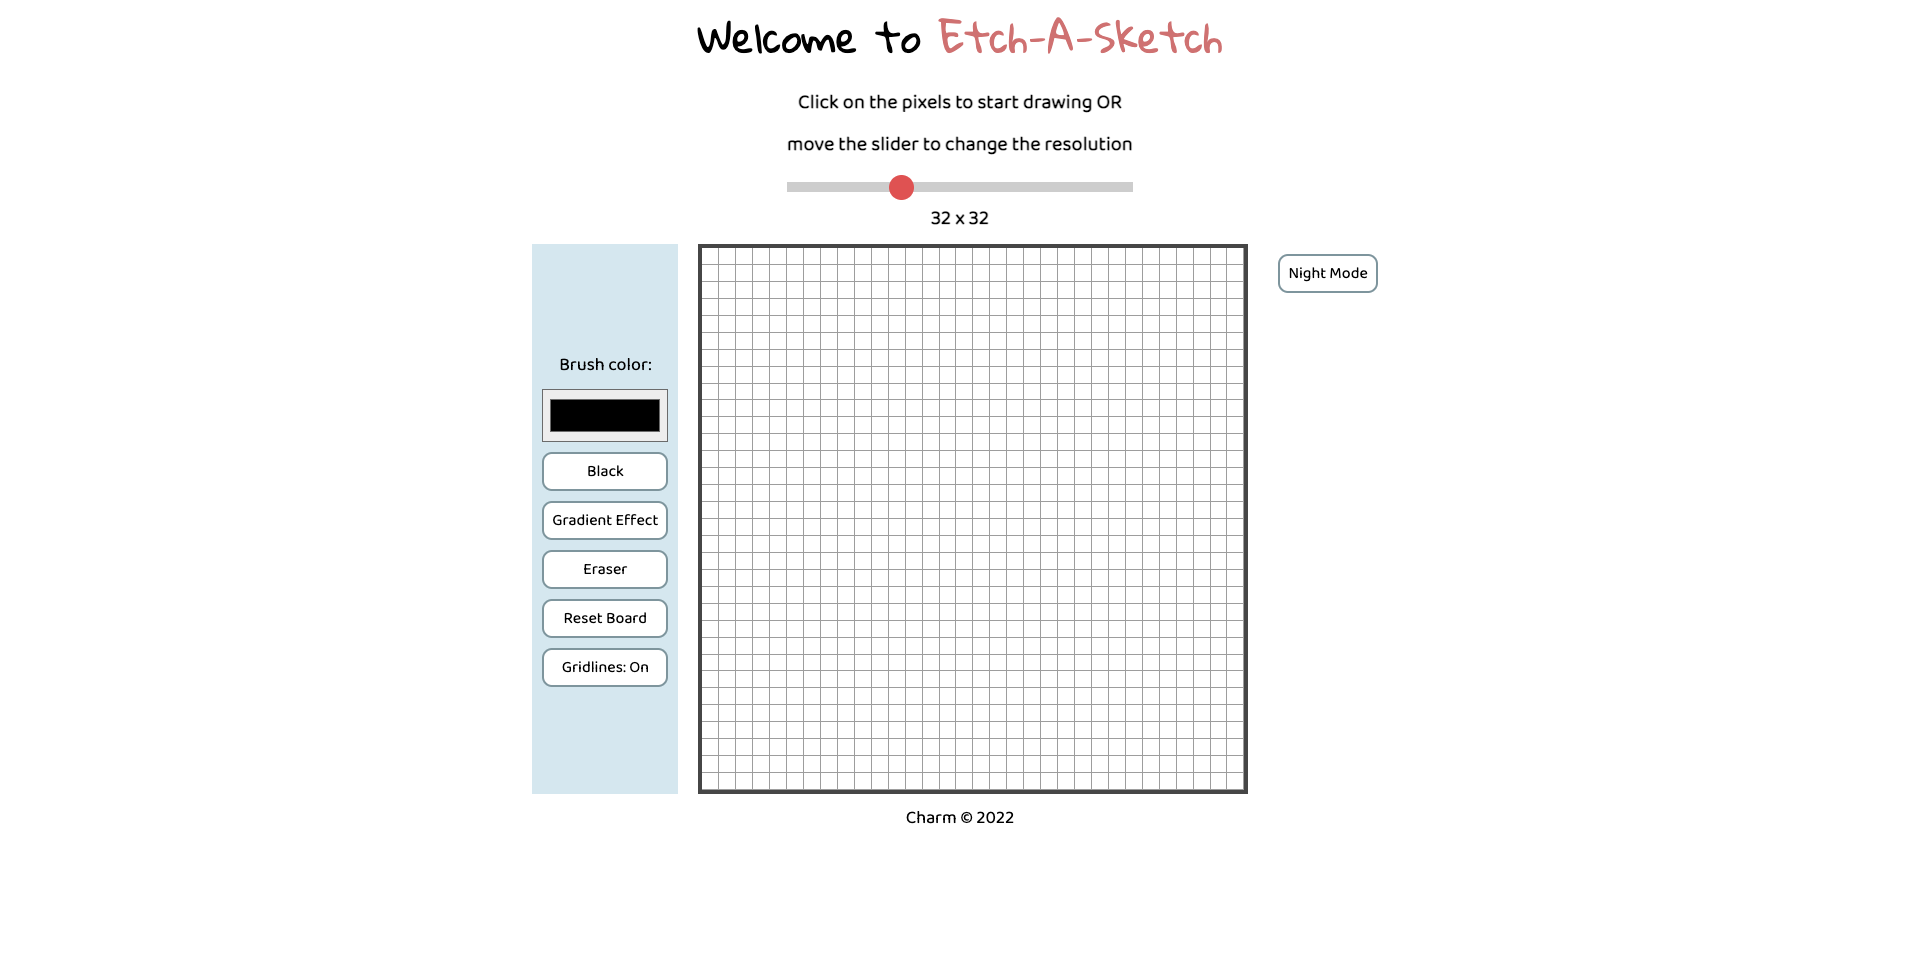 Welcome to Etch-A-Sketch
Click on the pixels to start drawing OR
move the slider to change the resolution
32 x 32
Night Mode
Brush color:
Black
Gradient Effect
Eraser
Reset Board
Gridlines: On
Charm © 2022